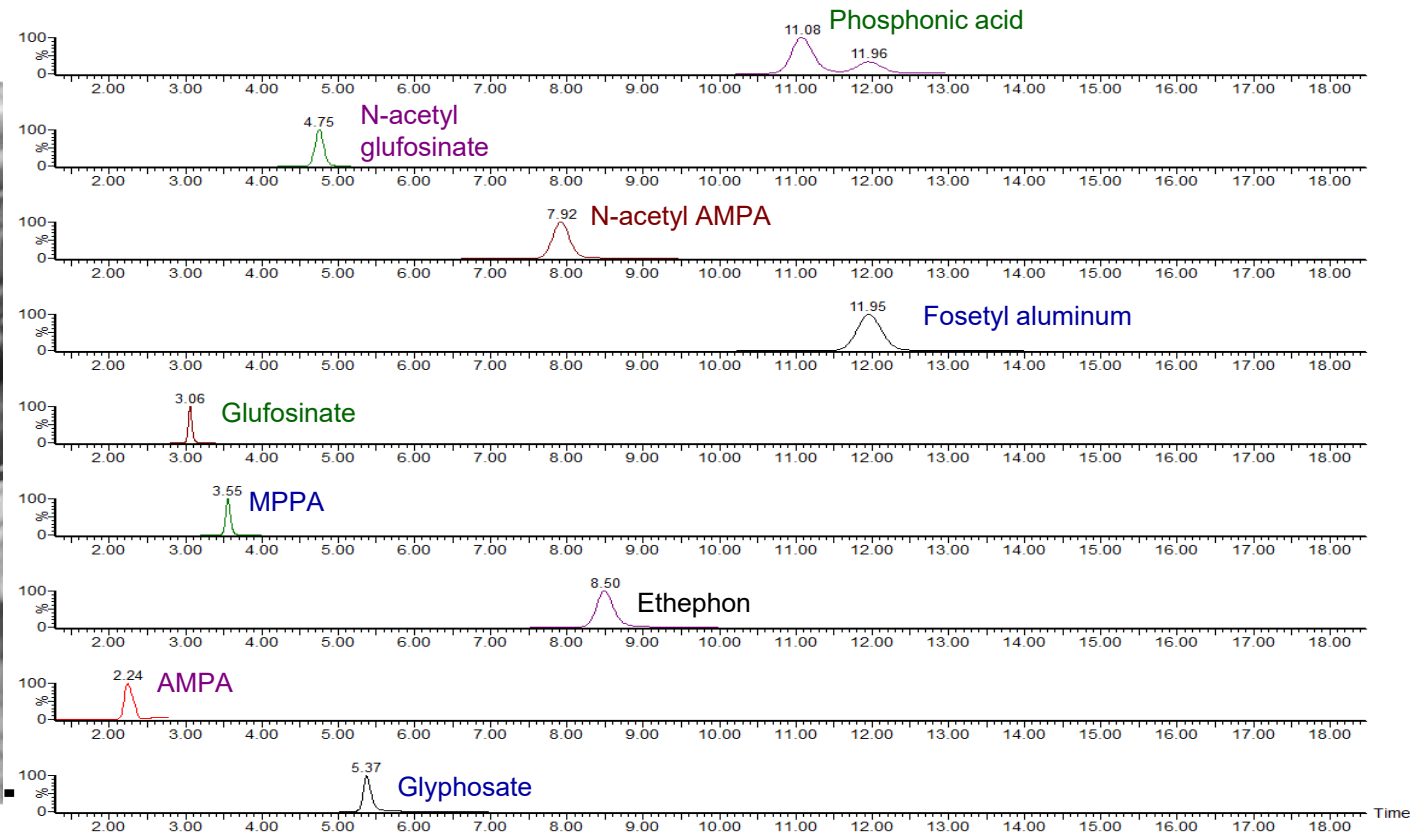 Phosphonic acid
11.08
11.96
100
%
0
2.00 3.00 4.00 5.00 6.00 7.00 8.00 9.00 10.00 11.00 12.00 13.00 14.00 15.00 16.00 17.00 18.00
N-acetyl
glufosinate
4.75
100
%
0
2.00 3.00 4.00 5.00 6.00 7.00 8.00 9.00 10.00 11.00 12.00 13.00 14.00 15.00 16.00 17.00 18.00
7.92 N-acetyl AMPA
100
%
0
2.00 3.00 4.00 5.00 6.00 7.00 8.00 9.00 10.00 11.00 12.00 13.00 14.00 15.00 16.00 17.00 18.00
11.95 Fosetyl aluminum
100
%
0
2.00 3.00 4.00 5.00 6.00 7.00 8.00 9.00 10.00 11.00 12.00 13.00 14.00 15.00 16.00 17.00 18.00
3.06 Glufosinate
100
%
0
2.00 3.00 4.00 5.00 6.00 7.00 8.00 9.00 10.00 11.00 12.00 13.00 14.00 15.00 16.00 17.00 18.00
3.55 MPPA
100
%
0
2.00 3.00 4.00 5.00 6.00 7.00 8.00 9.00 10.00 11.00 12.00 13.00 14.00 15.00 16.00 17.00 18.00
8.50 Ethephon
100
%
0
2.00 3.00 4.00 5.00 6.00 7.00 8.00 9.00 10.00 11.00 12.00 13.00 14.00 15.00 16.00 17.00 18.00
2.24 AMPA
100
%
0
2.00 3.00 4.00 5.00 6.00 7.00 8.00 9.00 10.00 11.00 12.00 13.00 14.00 15.00 16.00 17.00 18.00
5.37 Glyphosate
100
%
0
Time
2.00 3.00 4.00 5.00 6.00 7.00 8.00 9.00 10.00 11.00 12.00 13.00 14.00 15.00 16.00 17.00 18.00